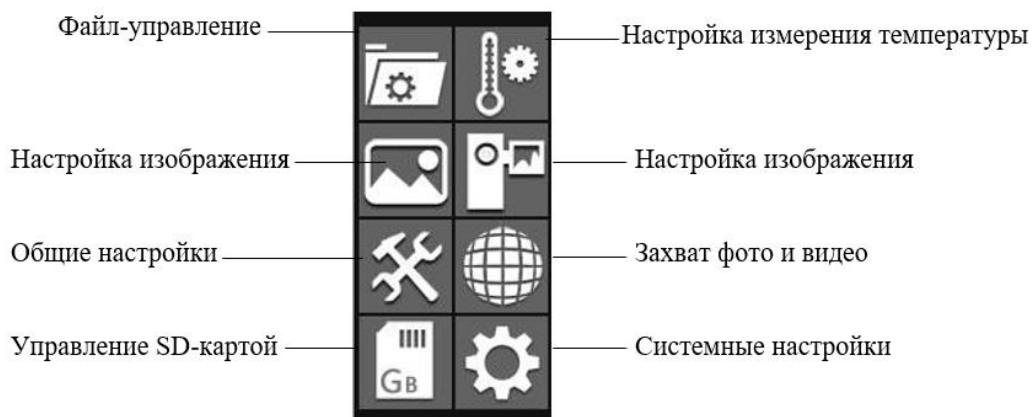 Файл-управление
Настройка измерения температуры
Настройка изображения
Настройка изображения
Общие настройки
Захват фото и видео
Управление SD-картой
GB
Системные настройки